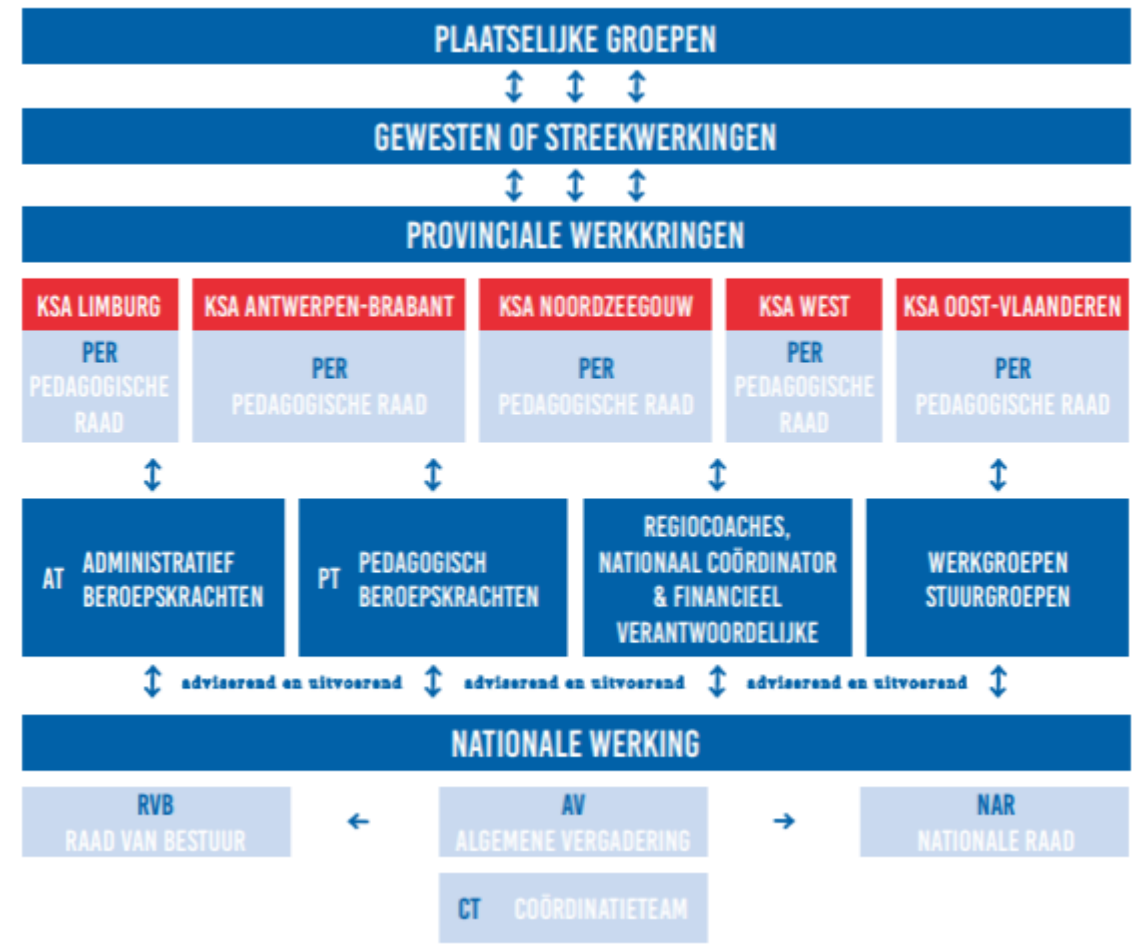 PLAATSELIJKE GROEPEN
GEWESTEN OF STREEKWERKINGEN
PROVINCIALE WERKKRINGEN
KSA LIMBURG
PER
PEDAGOGISCHE
RAAD
KSA ANTWERPEN-BRABANT
PER
PEDAGOGISCHE RAAD
KSA NOORDZEEGOUW
PER
PEDAGOGISCHE RAAD
KSA WEST
PER
PEDAGOGISCHE
RAAD
KSA OOST-VLAANDEREN
PER
PEDAGOGISCHE RAAD
AT
ADMINISTRATIEF
BEROEPSKRACHTEN
PT
PEDAGOGISCH
BEROEPSKRACHTEN
REGIOCOACHES,
NATIONAAL COÖRDINATOR
& FINANCIEEL
VERANTWOORDELIJKE
WERKGROEPEN
STUURGROEPEN
adviserend en uitvoerend
adviserend en uitvoerend
adviserend en uitvoerend
NATIONALE WERKING
RVB
RAAD VAN BESTUUR
AV
ALGEMENE VERGADERING
NAR
NATIONALE RAAD
CT COÖRDINATIETEAM